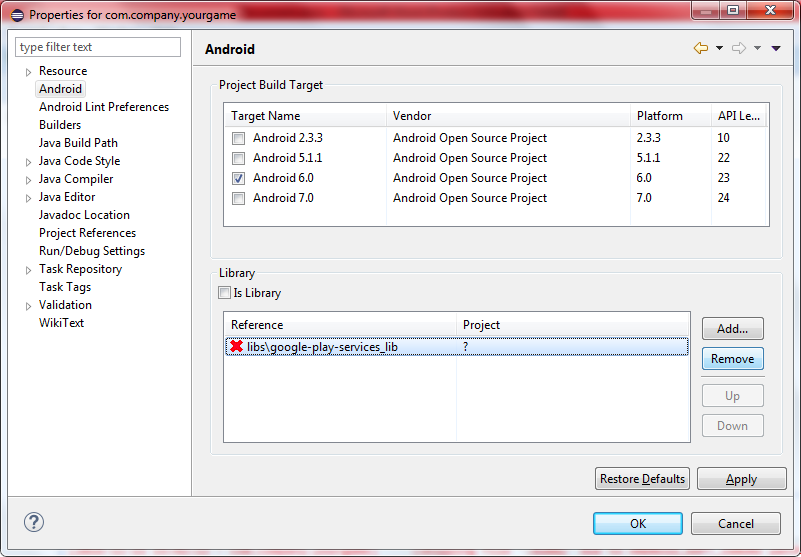 Properties for com.company.yourgame
type filter text
Resource
Android
Android Lint Preferences
Builders
Java Build Path
Java Code Style
Java Compiler
Java Editor
Javadoc Location
Project References
Run/Debug Settings
Task Repository
Task Tags
Validation
WikiText
Android
Project Build Target
Target Name Vendor Platform API Le...
Android 2.3.3 Android Open Source Project 2.3.3 10
Android 5.1.1 Android Open Source Project 5.1.1 22
Android 6.0 Android Open Source Project 6.0 23
Android 7.0 Android Open Source Project 7.0 24
Library
Is Library
Reference Project
libs\google-play-services_lib ?
Add...
Remove
Up
Down
Restore Defaults Apply
? OK Cancel